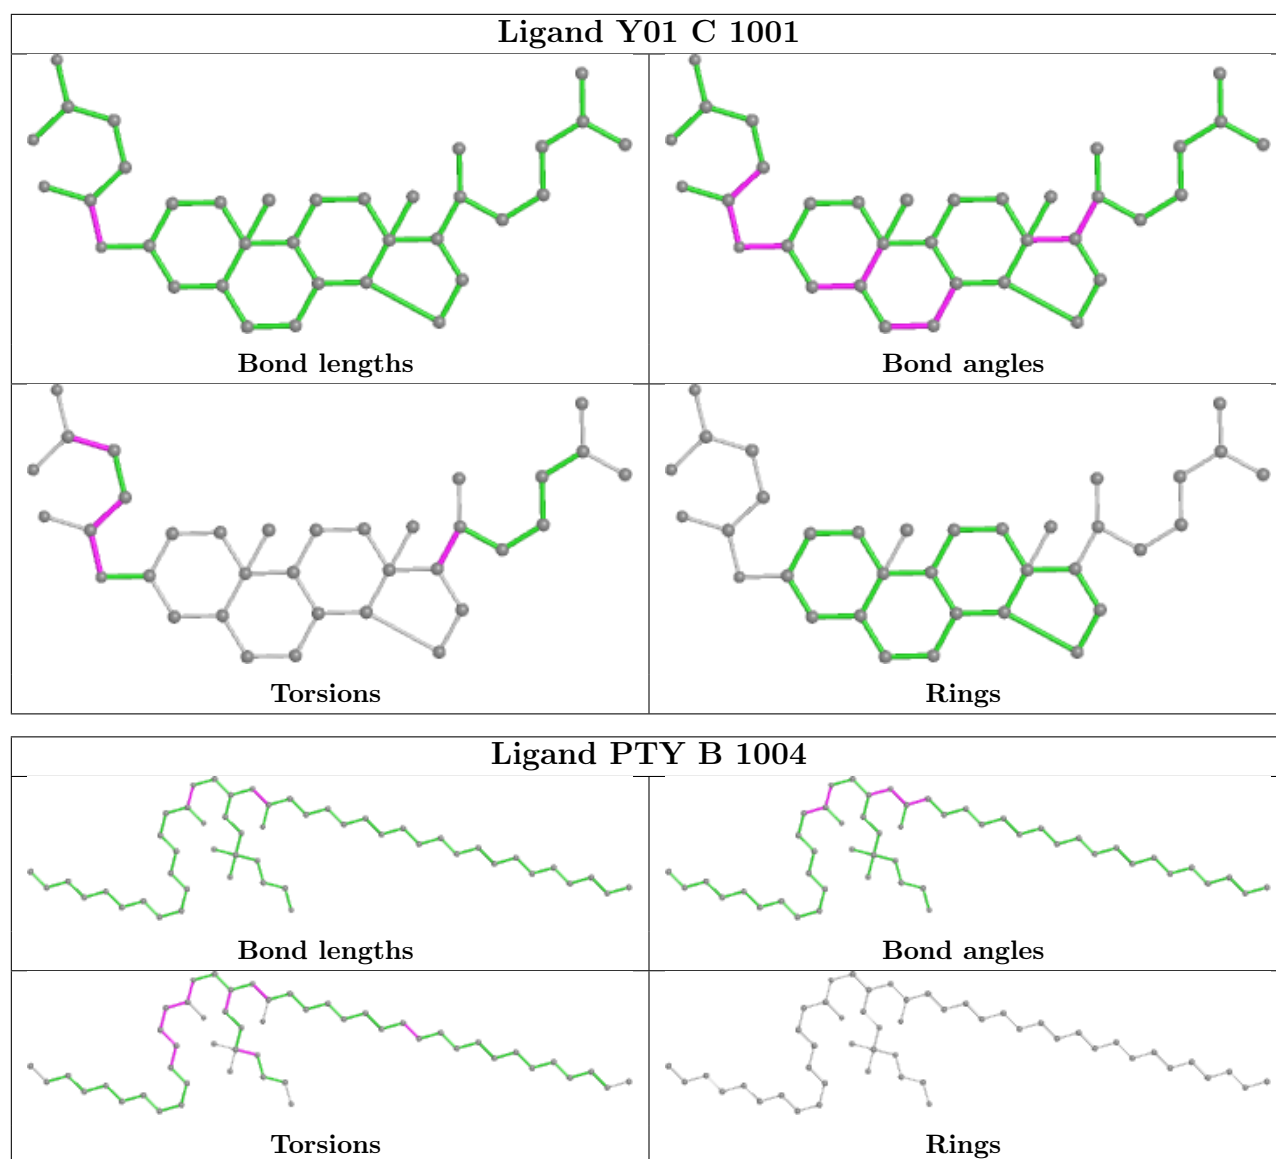 Ligand Y01 C 1001
Bond lengths
Bond angles
Torsions
Rings
Ligand PTY B 1004
Bond lengths
Bond angles
Torsions
Rings